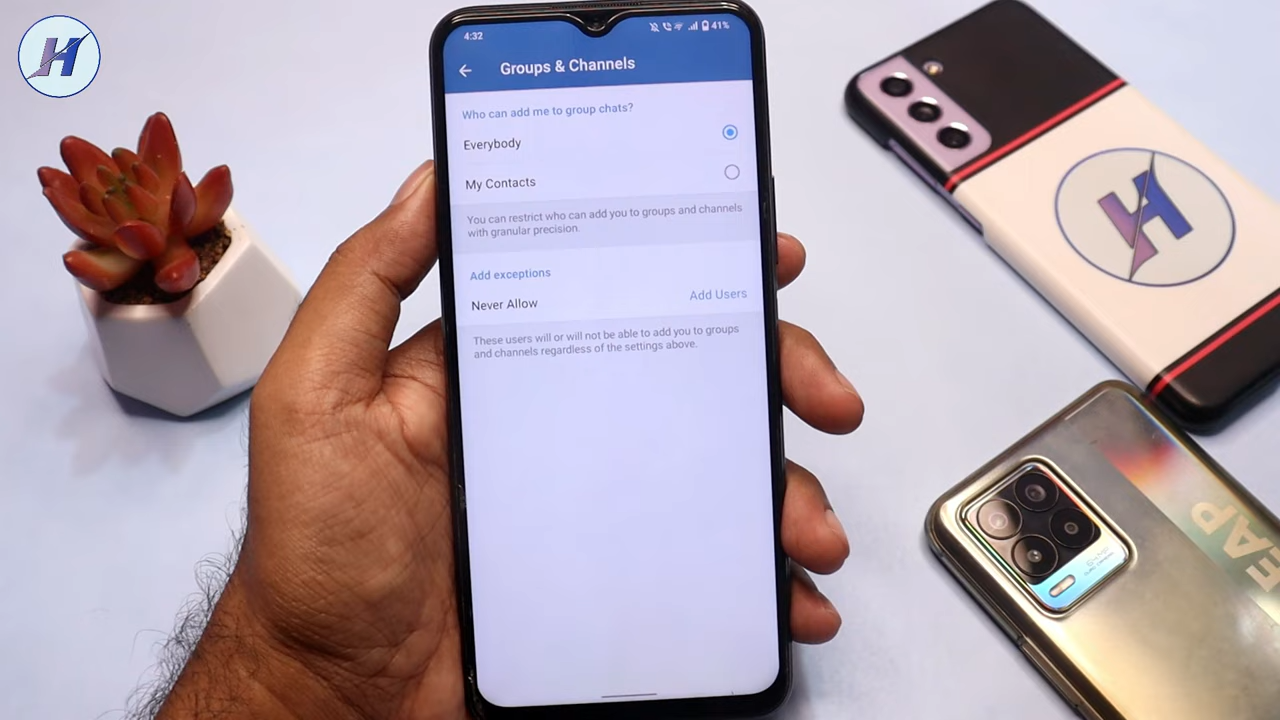 H
4:32
41%
Groups & Channels
Who can add me to group chats?
Everybody
My Contacts
You can restrict who can add you to groups and channels
with granular precision.
Add exceptions
Never Allow
Add Users
These users will or will not be able to add you to groups
and channels regardless of the settings above.
H
EAP